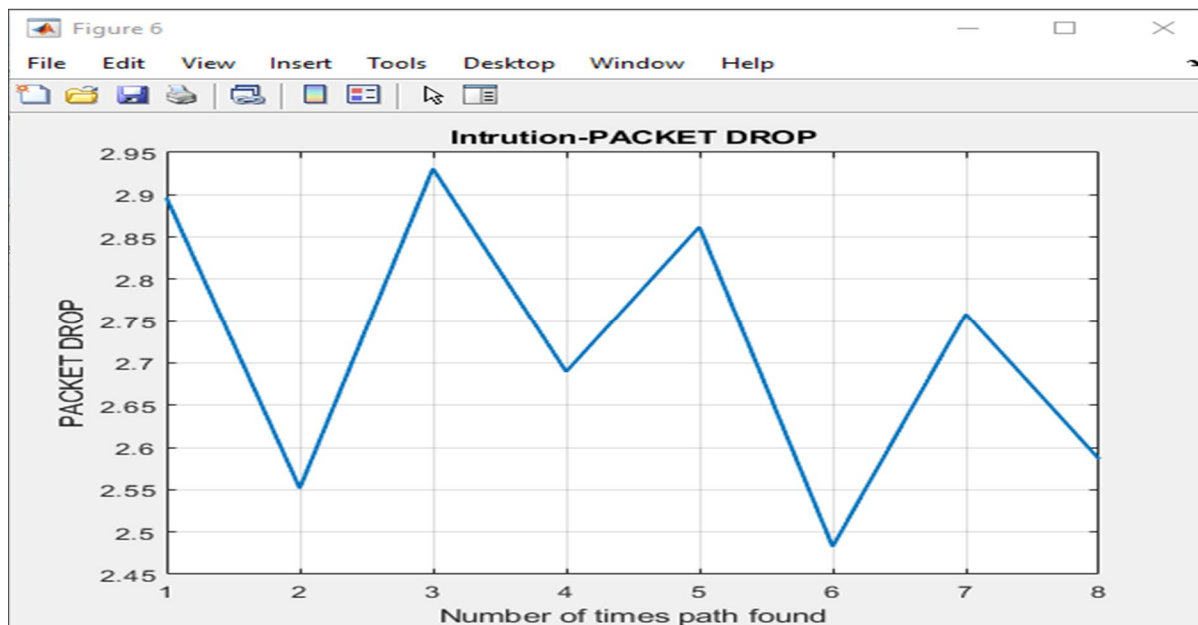 Figure 6
File Edit View Insert Tools Desktop Window Help
Intrution-PACKET DROP
PACKET DROP
2.95
2.9
2.85
2.8
2.75
2.7
2.65
2.6
2.55
2.5
2.45
1 2 3 4 5 6 7 8
Number of times path found